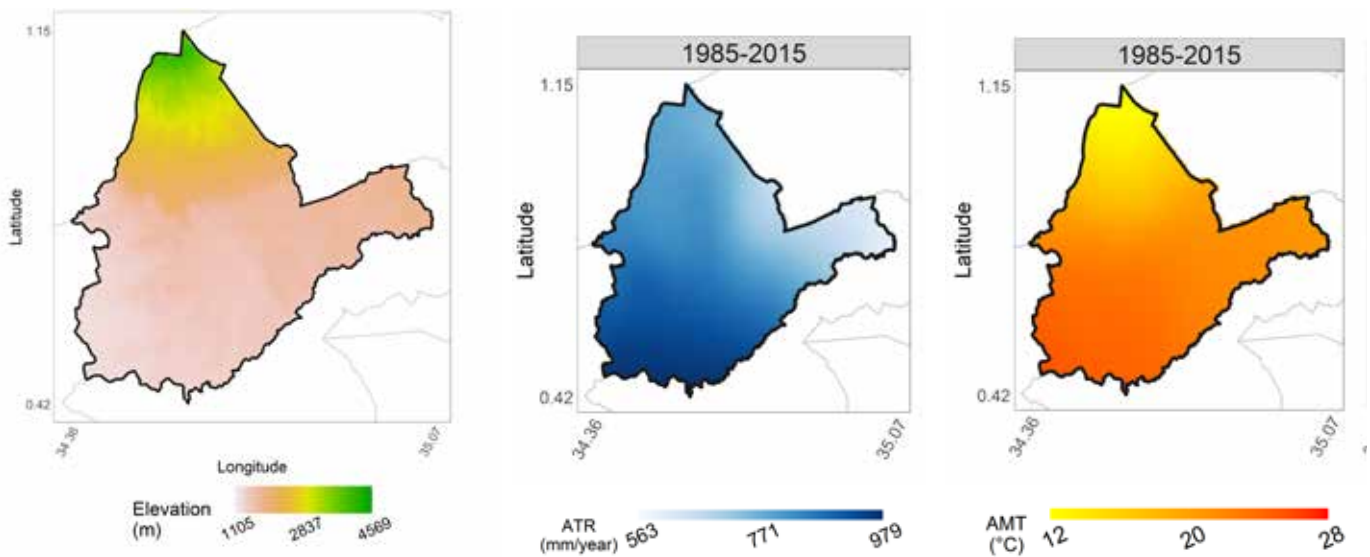 1.15
Latitude
0.42
34.36
35.07
Longitude
Elevation
(m)
1105
2837
4569
1985-2015
1.15
Latitude
0.42
34.36
35.07
ATR
(mm/year)
563
771
979
1985-2015
1.15
Latitude
0.42
34.36
35.07
AMT
(°C)
12
20
28